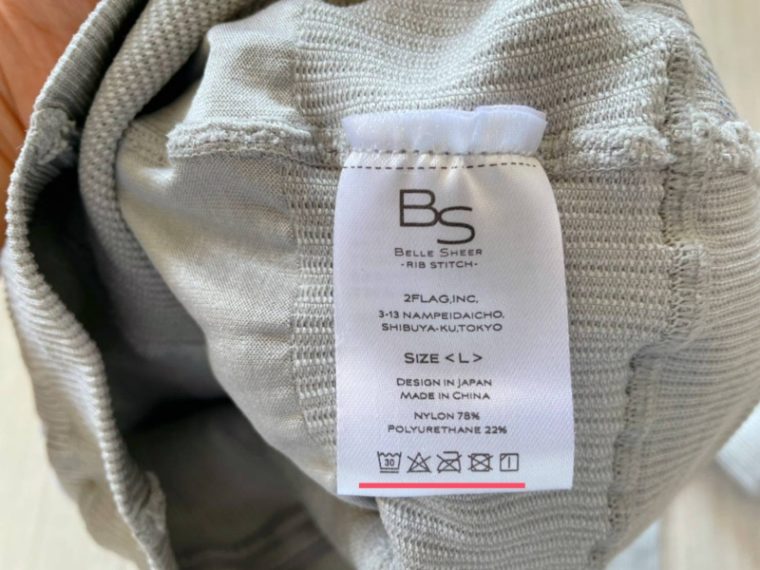 BS
BELLE SHEER
-RIB STITCH-
2FLAG,INC.
3-13 NAMPEIDAICHO,
SHIBUYA-KU,TOKYO
SIZE <L>
DESIGN IN JAPAN
MADE IN CHINA
NYLON 78%
POLYURETHANE 22%
30